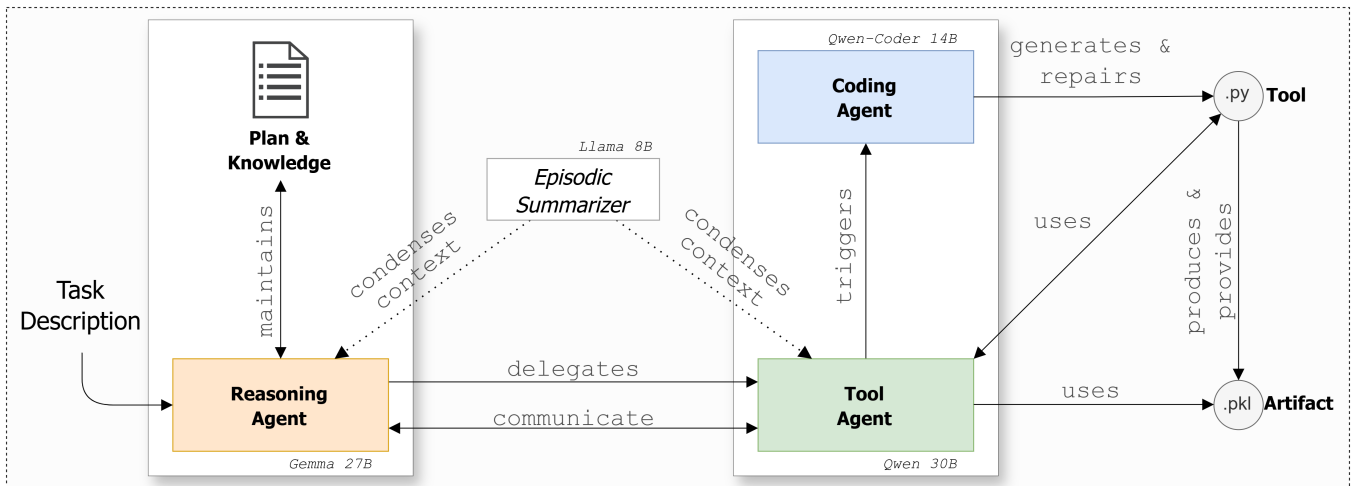 Plan &
Knowledge
maintains
Task
Description
Reasoning
Agent
Gemma 27B
Llama 8B
Episodic
Summarizer
condenses
context
condenses
context
delegates
communicate
Qwen-Coder 14B
Coding
Agent
triggers
Tool
Agent
Qwen 30B
generates &
repairs
.py Tool
uses
produces &
provides
uses
.pkl Artifact